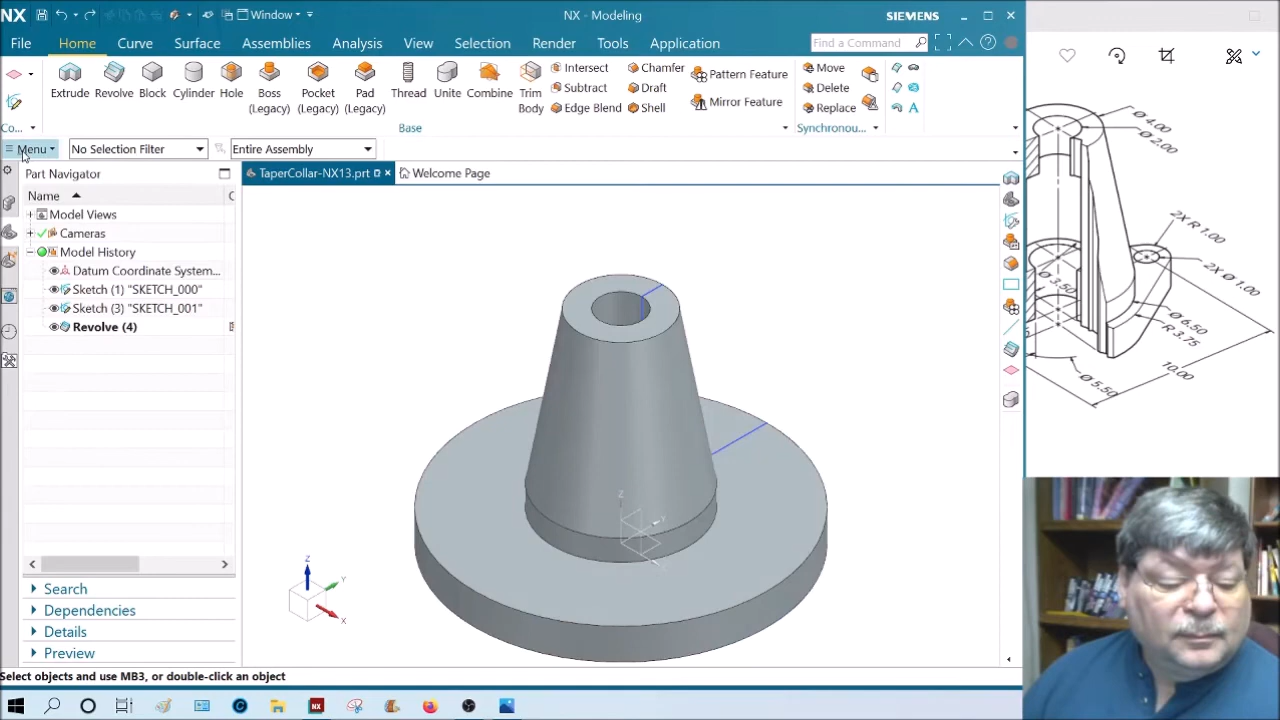 NX Window NX - Modeling SIEMENS
File Home Curve Surface Assemblies Analysis View Selection Render Tools Application Find a Command
Extrude Revolve Block Cylinder Hole Boss (Legacy) Pocket (Legacy) Pad (Legacy) Thread Unite Combine Trim Body
Intersect Chamfer Pattern Feature Move
Subtract Draft Delete
Edge Blend Shell Mirror Feature Replace
Co... Base Synchronou...
Menu No Selection Filter Entire Assembly
Part Navigator TaperCollar-NX13.prt Welcome Page
Name C
Model Views
Cameras
Model History
Datum Coordinate System...
Sketch (1) "SKETCH_000"
Sketch (3) "SKETCH_001"
Revolve (4)
Search
Dependencies
Details
Preview
Z
Y
X
Z
Y
Select objects and use MB3, or double-click an object
Ø 4.00
Ø 2.00
2X R 1.00
2X Ø 1.00
Ø 3.50
Ø 6.50
R 3.75
10.00
Ø 5.50